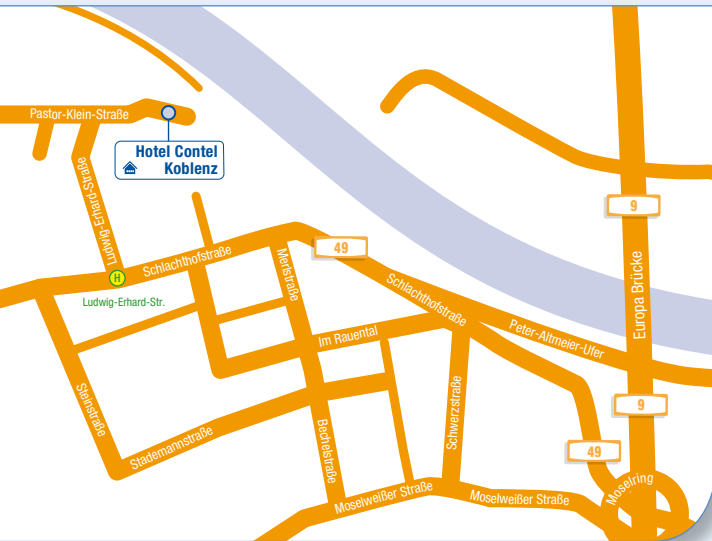 Pastor-Klein-Straße
Hotel Contel
Koblenz
Ludwig-Erhard-Straße
H
Ludwig-Erhard-Str.
Schlachthofstraße
Merlstraße
49
9
Europa Brücke
Schlachthofstraße
Peter-Altmeier-Ufer
Im Rauental
Steinstraße
Stademannstraße
Bechelstraße
Schwerzstraße
9
49
Moselring
Moselweißer Straße
Moselweißer Straße